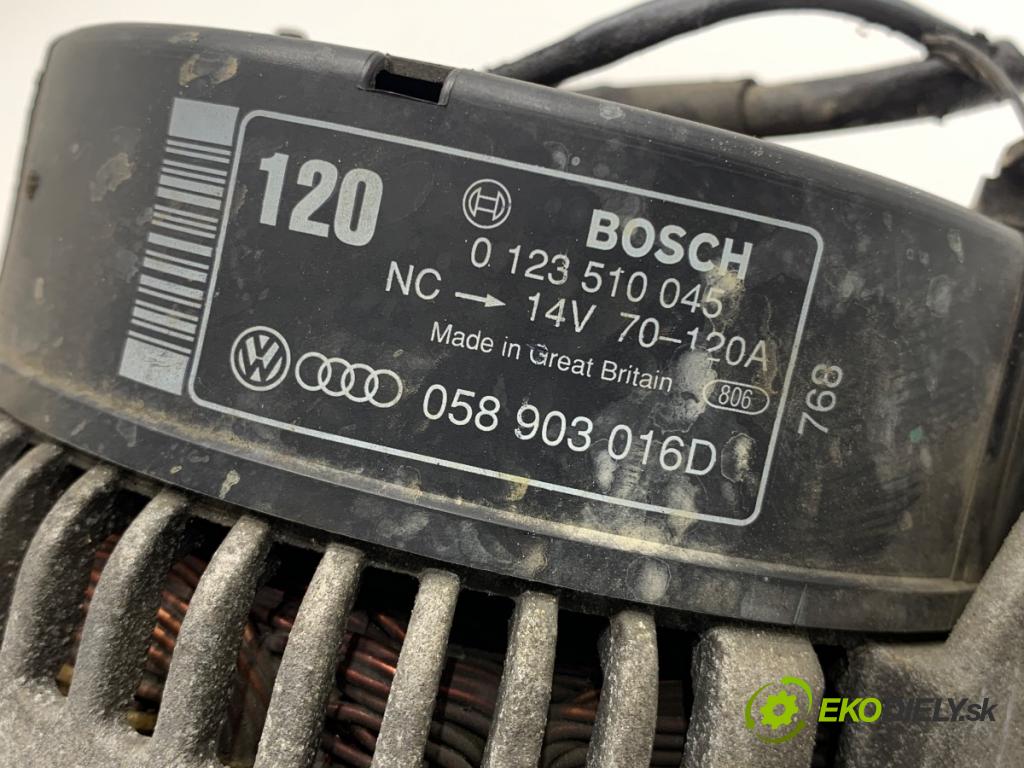 120
BOSCH
0 123 510 045
NC → 14V 70–120A
Made in Great Britain 806
058 903 016D
768
EKODIELY.sk